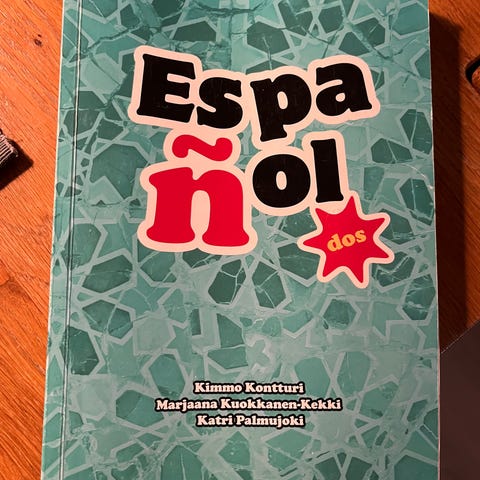 Espa
ñol
dos
Kimmo Kontturi
Marjaana Kuokkanen-Kekki
Katri Palmujoki